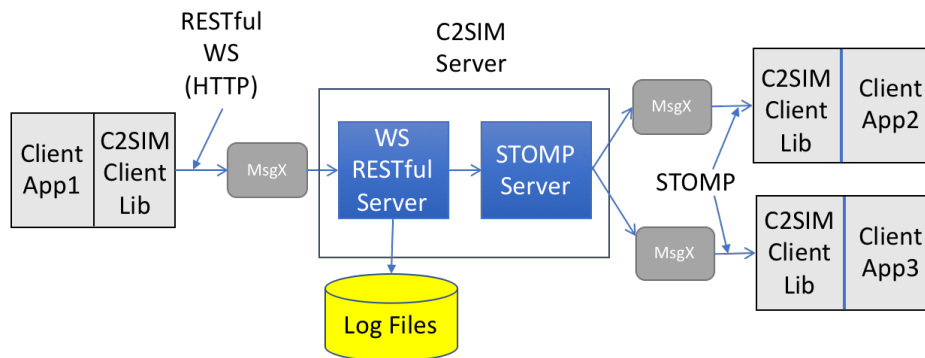 RESTful
WS
(HTTP)
C2SIM
Server
Client
App1
C2SIM
Client
Lib
MsgX
WS
RESTful
Server
STOMP
Server
Log Files
MsgX
STOMP
MsgX
C2SIM
Client
Lib
Client
App2
C2SIM
Client
Lib
Client
App3